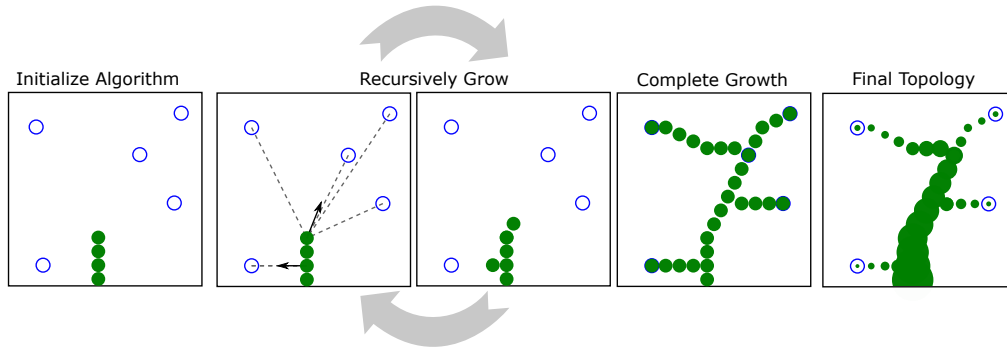 Initialize Algorithm
Recursively Grow
Complete Growth
Final Topology